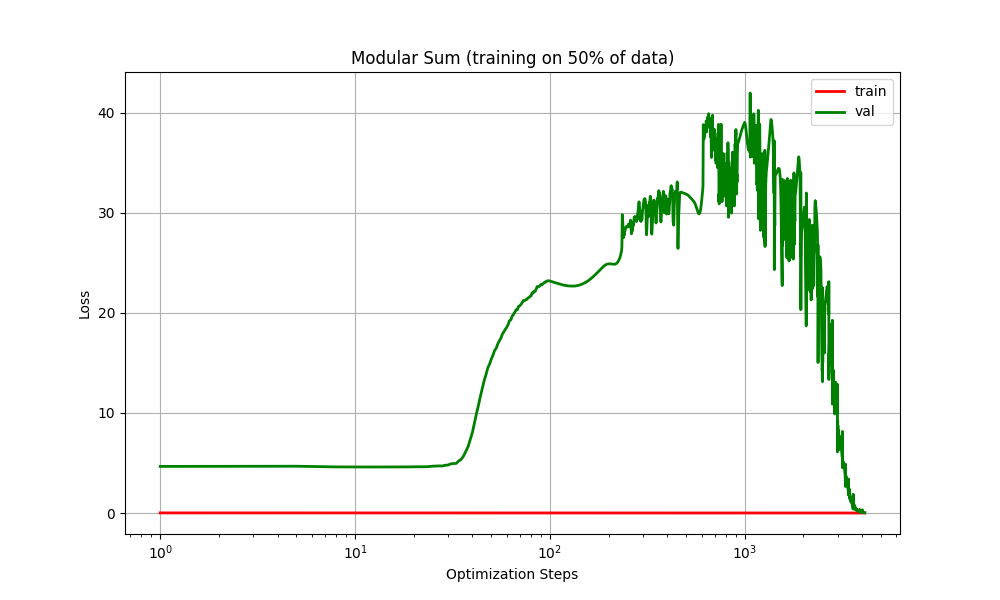 Modular Sum (training on 50% of data)
train
val
Loss
40
30
20
10
0
10⁰
10¹
10²
10³
Optimization Steps